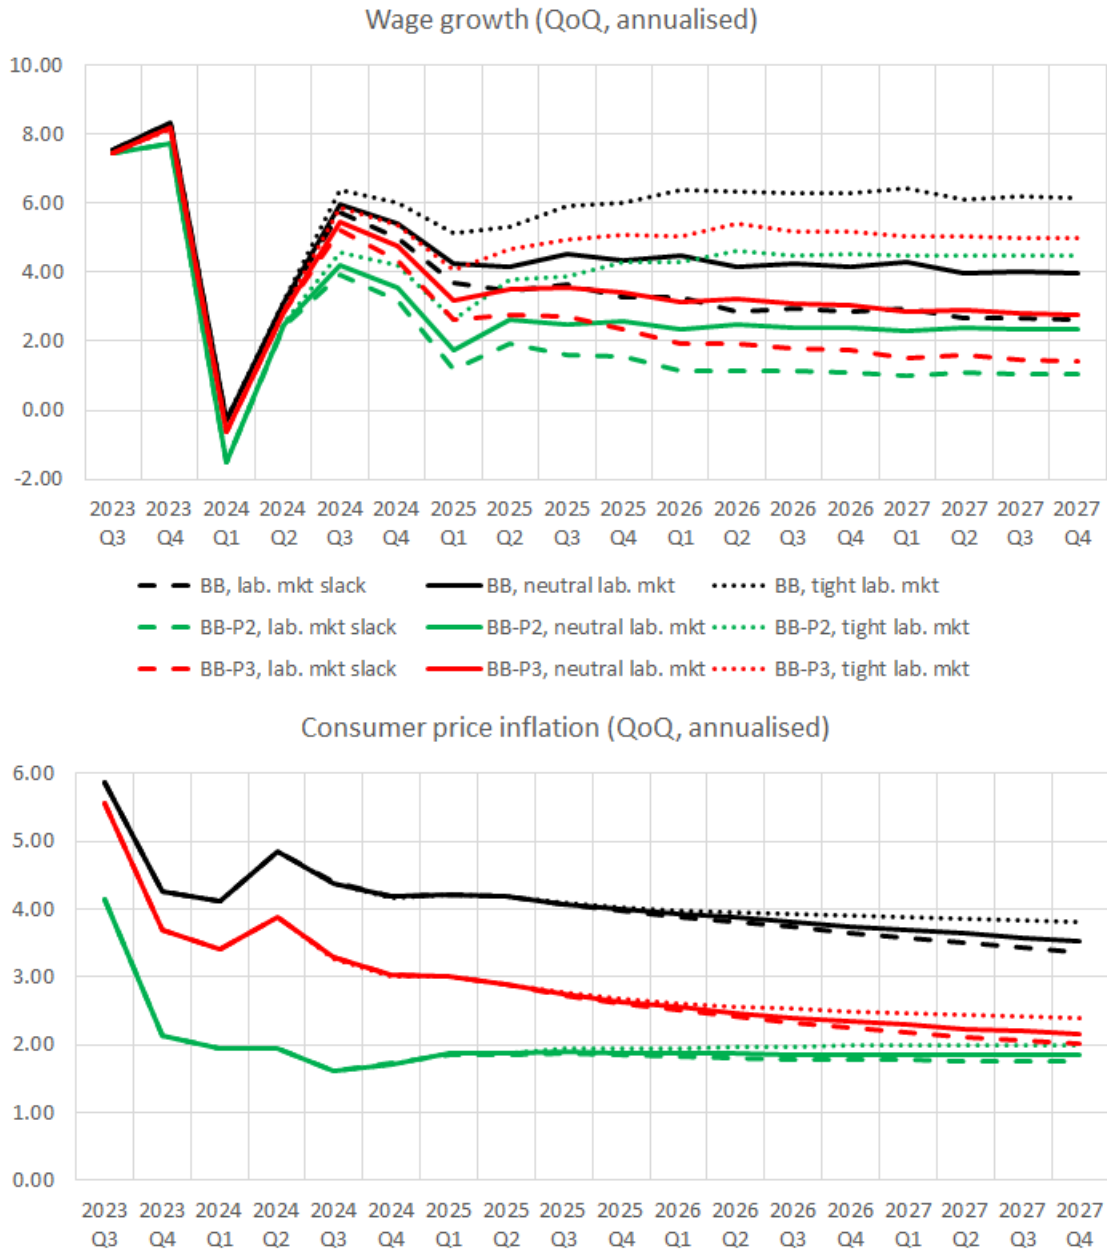 Wage growth (QoQ, annualised)
10.00
8.00
6.00
4.00
2.00
0.00
-2.00
2023 2023 2024 2024 2024 2024 2025 2025 2025 2025 2026 2026 2026 2026 2027 2027 2027 2027
Q3 Q4 Q1 Q2 Q3 Q4 Q1 Q2 Q3 Q4 Q1 Q2 Q3 Q4 Q1 Q2 Q3 Q4
BB, lab. mkt slack BB, neutral lab. mkt BB, tight lab. mkt
BB-P2, lab. mkt slack BB-P2, neutral lab. mkt BB-P2, tight lab. mkt
BB-P3, lab. mkt slack BB-P3, neutral lab. mkt BB-P3, tight lab. mkt
Consumer price inflation (QoQ, annualised)
6.00
5.00
4.00
3.00
2.00
1.00
0.00
2023 2023 2024 2024 2024 2024 2025 2025 2025 2025 2026 2026 2026 2026 2027 2027 2027 2027
Q3 Q4 Q1 Q2 Q3 Q4 Q1 Q2 Q3 Q4 Q1 Q2 Q3 Q4 Q1 Q2 Q3 Q4